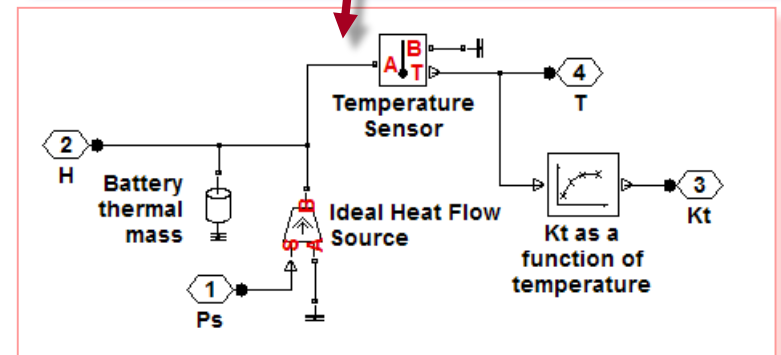 B
A T
4
T
Temperature
Sensor
2
H
Battery
thermal
mass
B
S A
Ideal Heat Flow
Source
3
Kt
Kt as a
function of
temperature
1
Ps